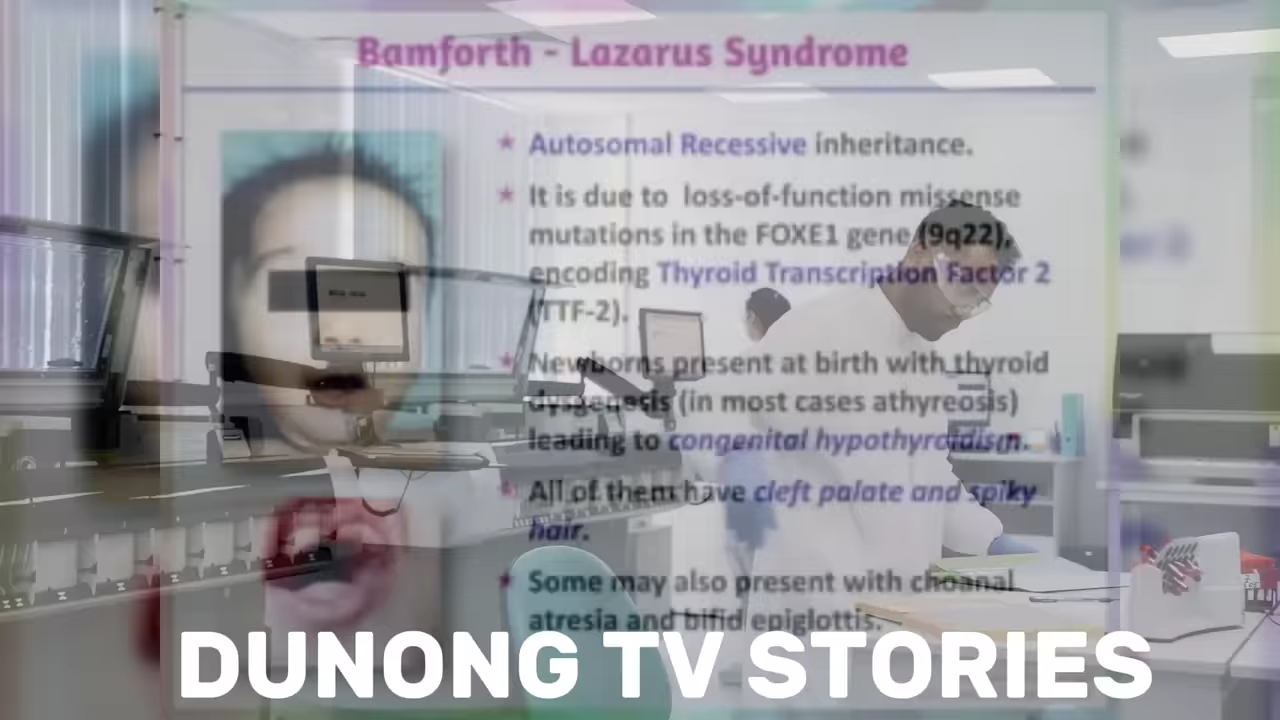 Bamforth - Lazarus Syndrome
Autosomal Recessive inheritance.
It is due to loss-of-function missense
mutations in the FOXE1 gene (9q22),
encoding Thyroid Transcription Factor 2
(TTF-2).
Newborns present at birth with thyroid
dysgenesis (in most cases athyreosis)
leading to congenital hypothyroidism.
All of them have cleft palate and spiky
hair.
Some may also present with choanal
atresia and bifid epiglottis.
DUNONG TV STORIES